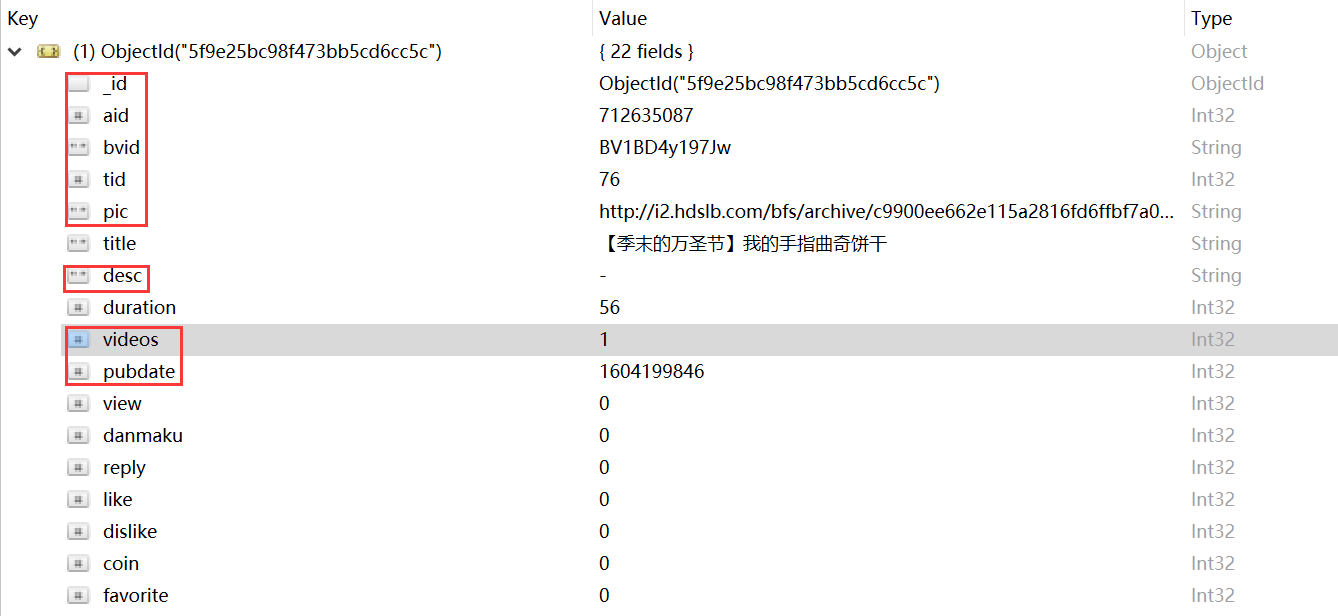 Key Value Type
(1) ObjectId("5f9e25bc98f473bb5cd6cc5c") { 22 fields } Object
_id ObjectId("5f9e25bc98f473bb5cd6cc5c") ObjectId
aid 712635087 Int32
bvid BV1BD4y197Jw String
tid 76 Int32
pic http://i2.hdslb.com/bfs/archive/c9900ee662e115a2816fd6ffbf7a0... String
title 【季末的万圣节】我的手指曲奇饼干 String
desc - String
duration 56 Int32
videos 1 Int32
pubdate 1604199846 Int32
view 0 Int32
danmaku 0 Int32
reply 0 Int32
like 0 Int32
dislike 0 Int32
coin 0 Int32
favorite 0 Int32